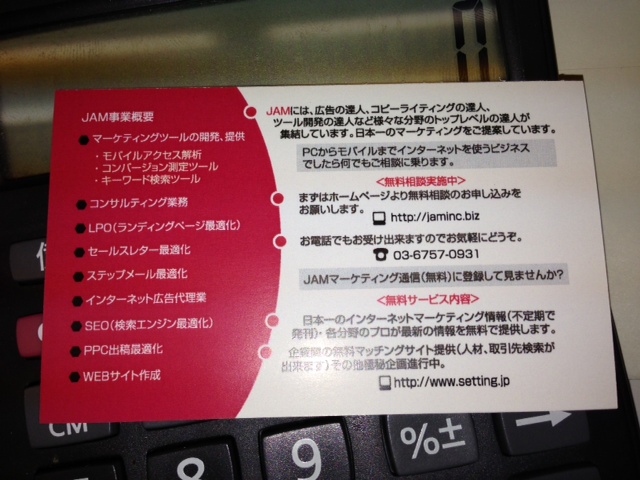 0
JAM事業概要
マーケティングツールの開発、提供
・モバイルアクセス解析
・コンバージョン測定ツール
・キーワード検索ツール
コンサルティング業務
LPO(ランディングページ最適化)
セールスレター最適化
ステップメール最適化
インターネット広告代理業
SEO(検索エンジン最適化)
PPC出稿最適化
WEBサイト作成
JAMには、広告の達人、コピーライティングの達人、
ツール開発の達人など様々な分野のトップレベルの達人が
集結しています。日本一のマーケティングをご提案しています。
PCからモバイルまでインターネットを使うビジネス
でしたら何でもご相談に乗ります。
<無料相談実施中>
まずはホームページより無料相談のお申し込みを
お願いします。
http://jaminc.biz
お電話でもお受け出来ますのでお気軽にどうぞ。
03-6757-0931
JAMマーケティング通信(無料)に登録して見ませんか?
<無料サービス内容>
日本一のインターネットマーケティング情報(不定期で
発刊)・各分野のプロが最新の情報を無料で提供します。
企業間の無料マッチングサイト提供(人材、取引先検索が
出来ます)その他極秘企画進行中。
http://www.setting.jp
CM
8
9
%±
→